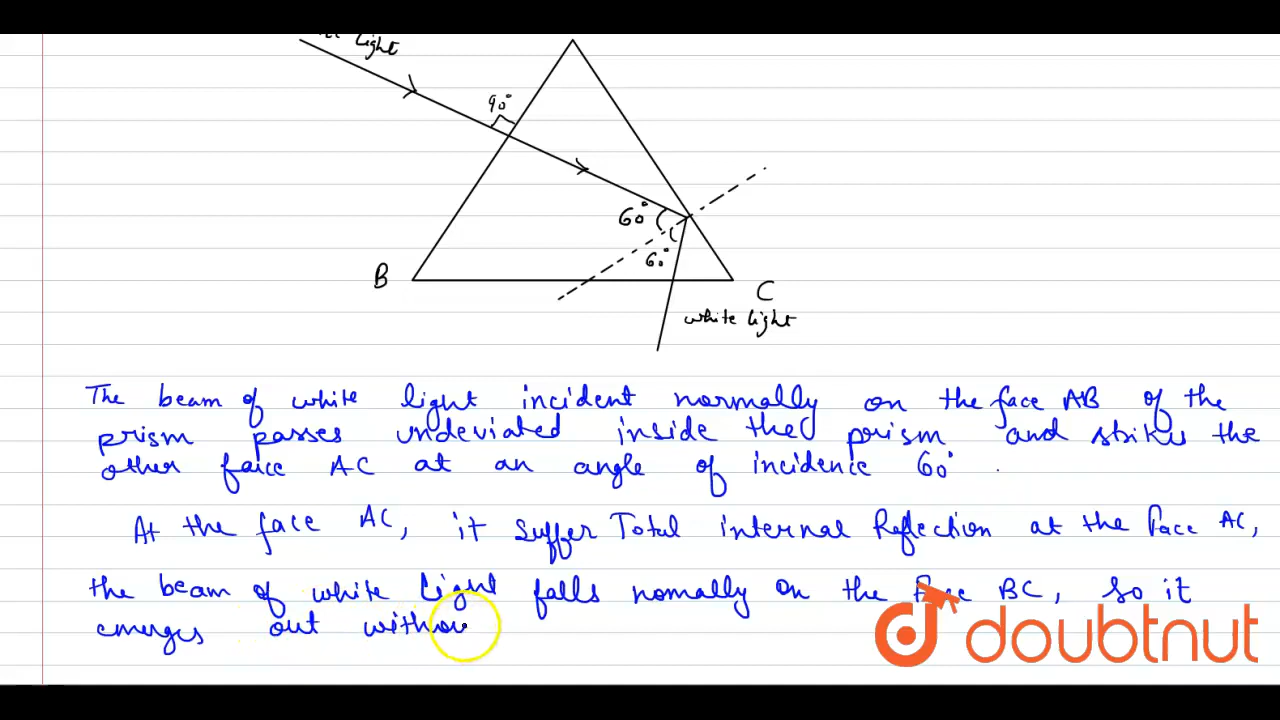 light
90°
60°
60°
B
C
white light
The beam of white light incident normally on the face AB of the
prism passes undeviated inside the prism and strikes the
other farce AC at an angle of incidence 60°.
At the face AC, it suffer Total internal Reflection at the face AC,
the beam of white light falls nomally on the face BC, so it
emerges out
doubtnut